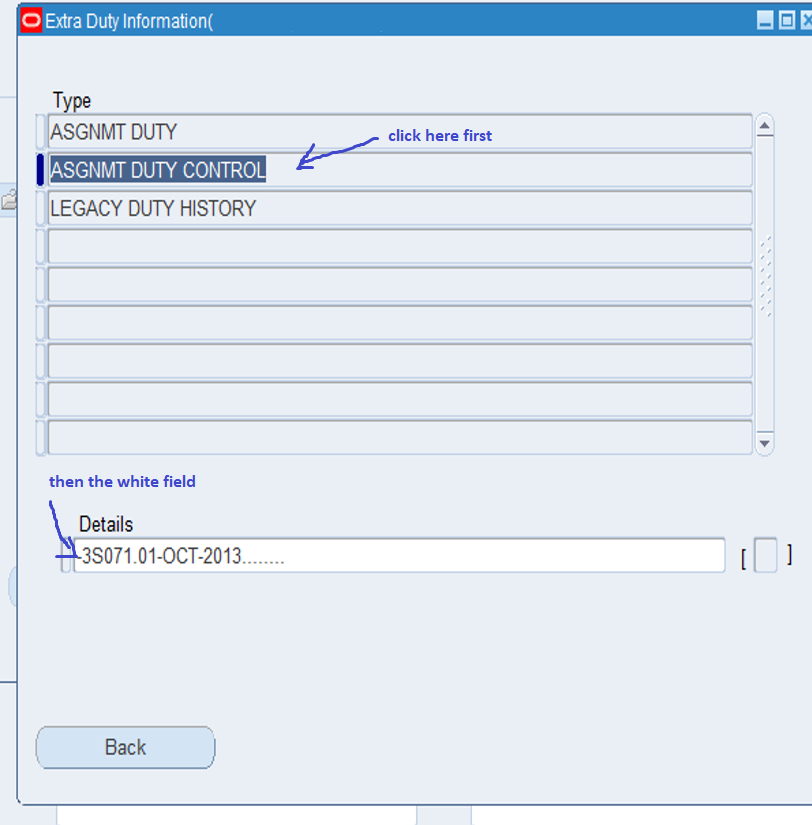 Extra Duty Information(
Type
ASGNMT DUTY
click here first
ASGNMT DUTY CONTROL
LEGACY DUTY HISTORY
then the white field
Details
-3S071.01-OCT-2013........
[ ]
Back